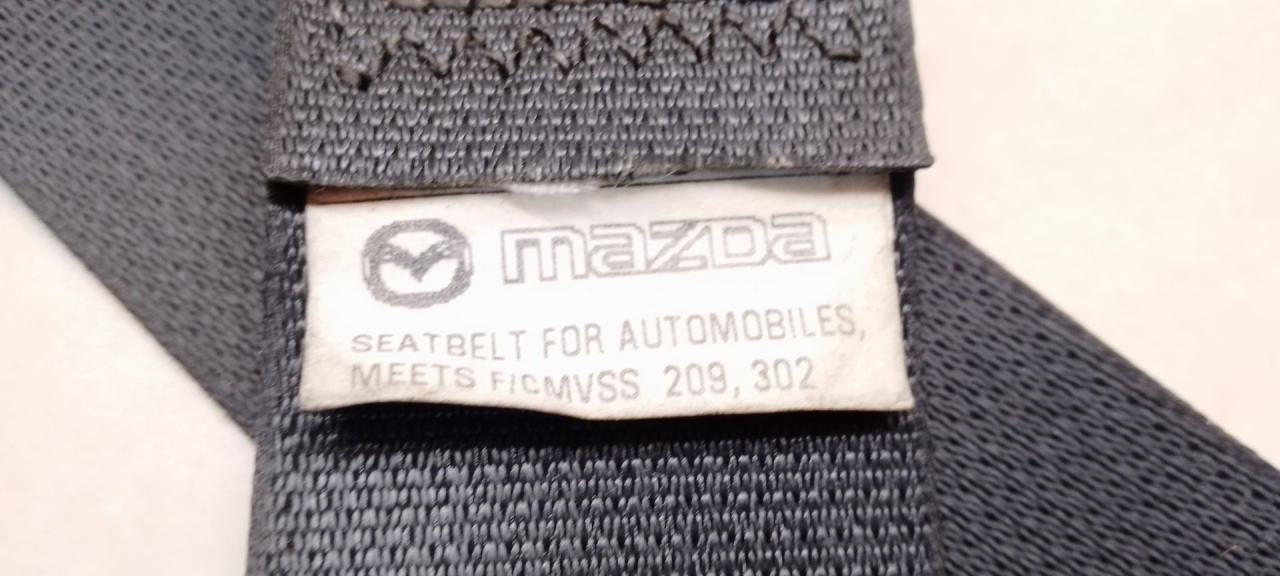 mazda
SEATBELT FOR AUTOMOBILES,
MEETS F/CMVSS 209, 302